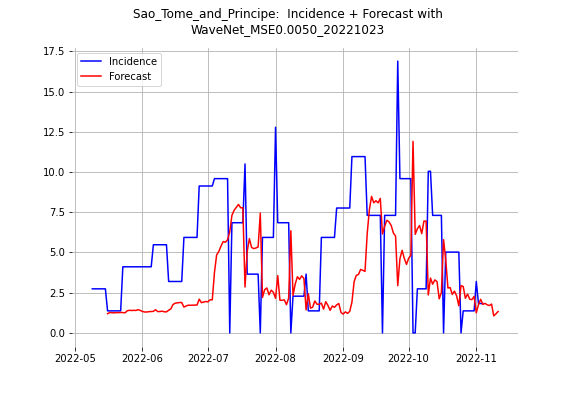 Sao_Tome_and_Principe:  Incidence + Forecast with
WaveNet_MSE0.0050_20221023
Incidence
Forecast
17.5
15.0
12.5
10.0
7.5
5.0
2.5
0.0
2022-05 2022-06 2022-07 2022-08 2022-09 2022-10 2022-11